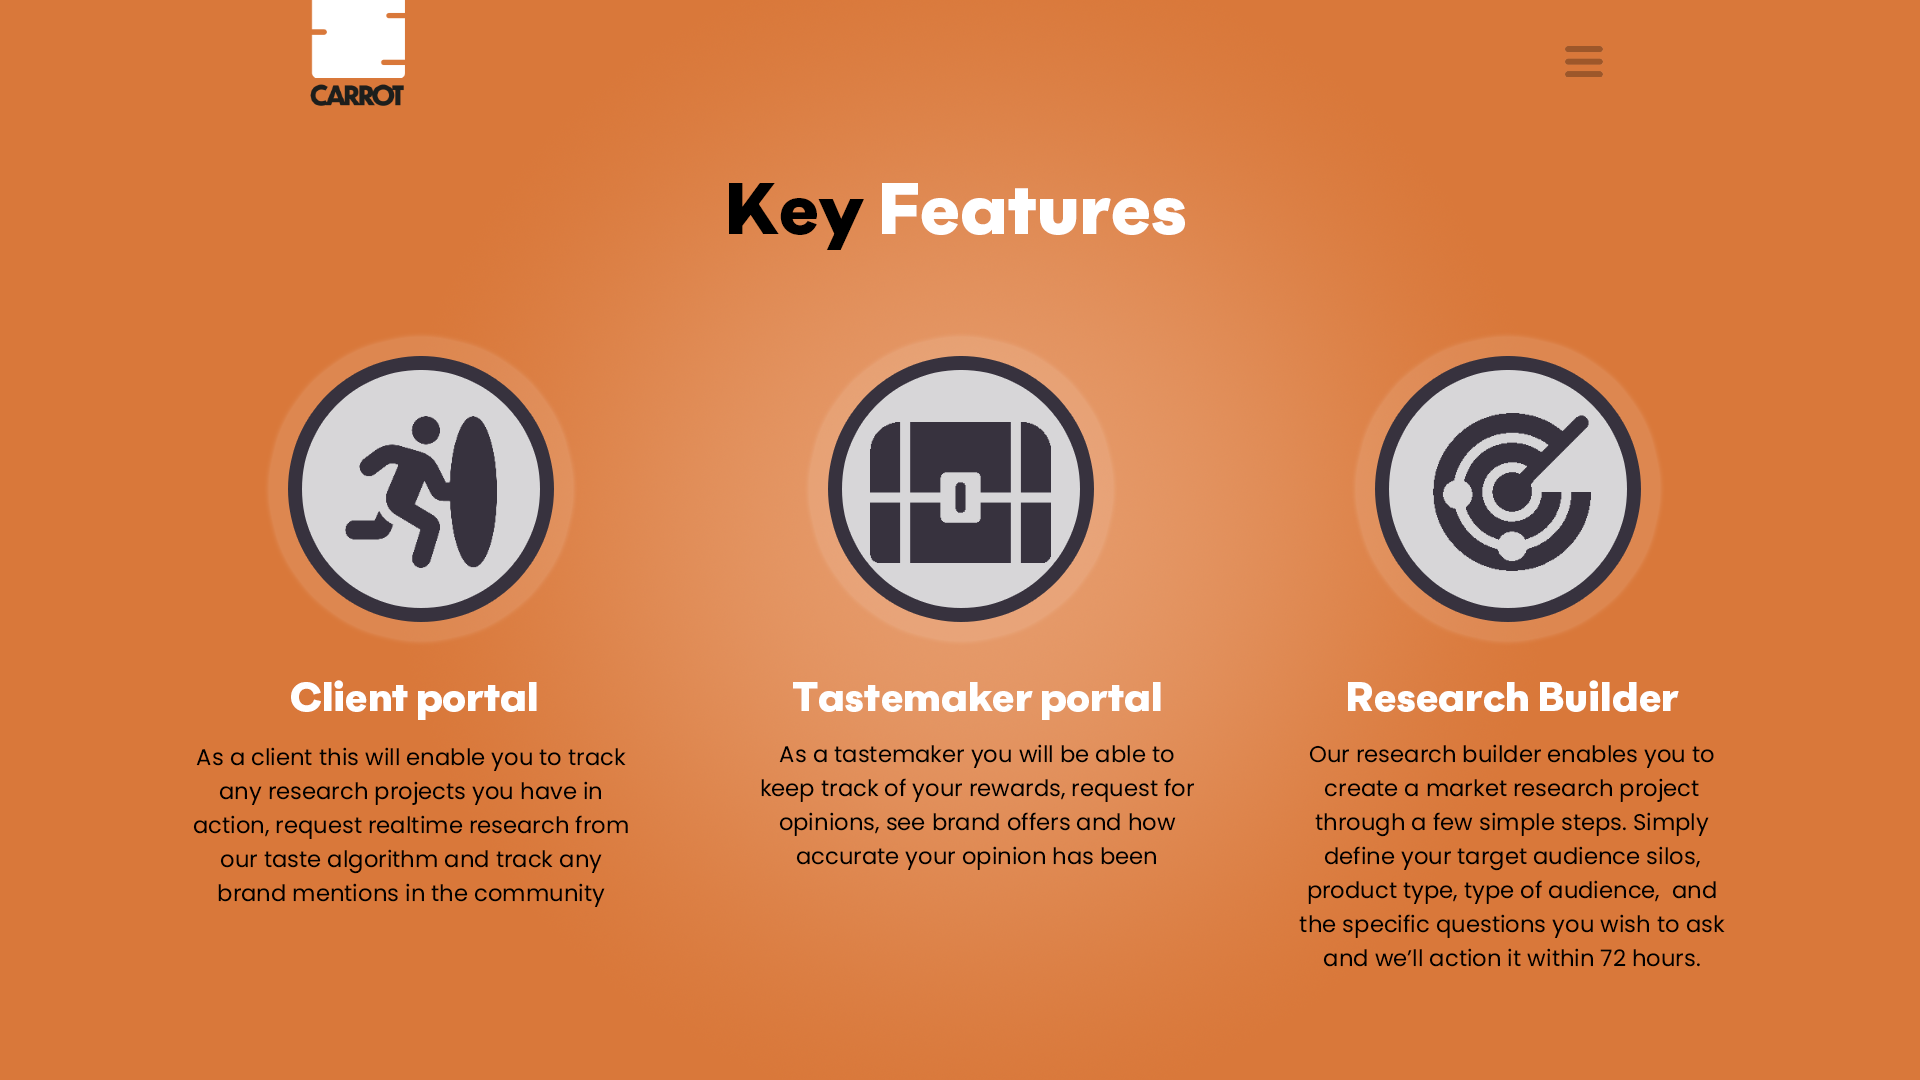 CARROT
Key Features
Client portal
As a client this will enable you to track
any research projects you have in
action, request realtime research from
our taste algorithm and track any
brand mentions in the community
Tastemaker portal
As a tastemaker you will be able to
keep track of your rewards, request for
opinions, see brand offers and how
accurate your opinion has been
Research Builder
Our research builder enables you to
create a market research project
through a few simple steps. Simply
define your target audience silos,
product type, type of audience,  and
the specific questions you wish to ask
and we’ll action it within 72 hours.